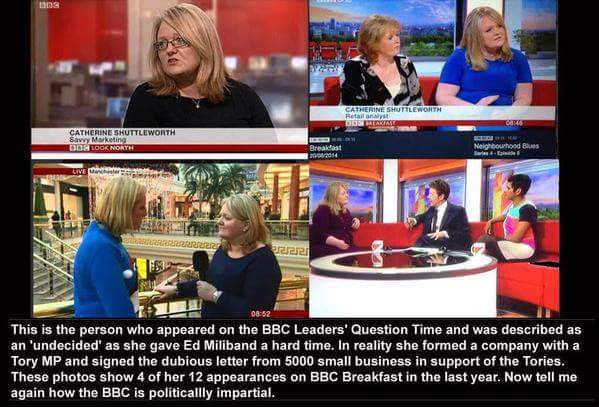 BBC
CATHERINE SHUTTLEWORTH
Savvy Marketing
BBC LOOK NORTH
CATHERINE SHUTTLEWORTH
Retail analyst
BBC BREAKFAST
08:46
Breakfast
20/08/2014
Neighbourhood Blues
Series 4 - Episode 8
LIVE Manchester
08:52
This is the person who appeared on the BBC Leaders' Question Time and was described as
an 'undecided' as she gave Ed Miliband a hard time. In reality she formed a company with a
Tory MP and signed the dubious letter from 5000 small business in support of the Tories.
These photos show 4 of her 12 appearances on BBC Breakfast in the last year. Now tell me
again how the BBC is politicallly impartial.